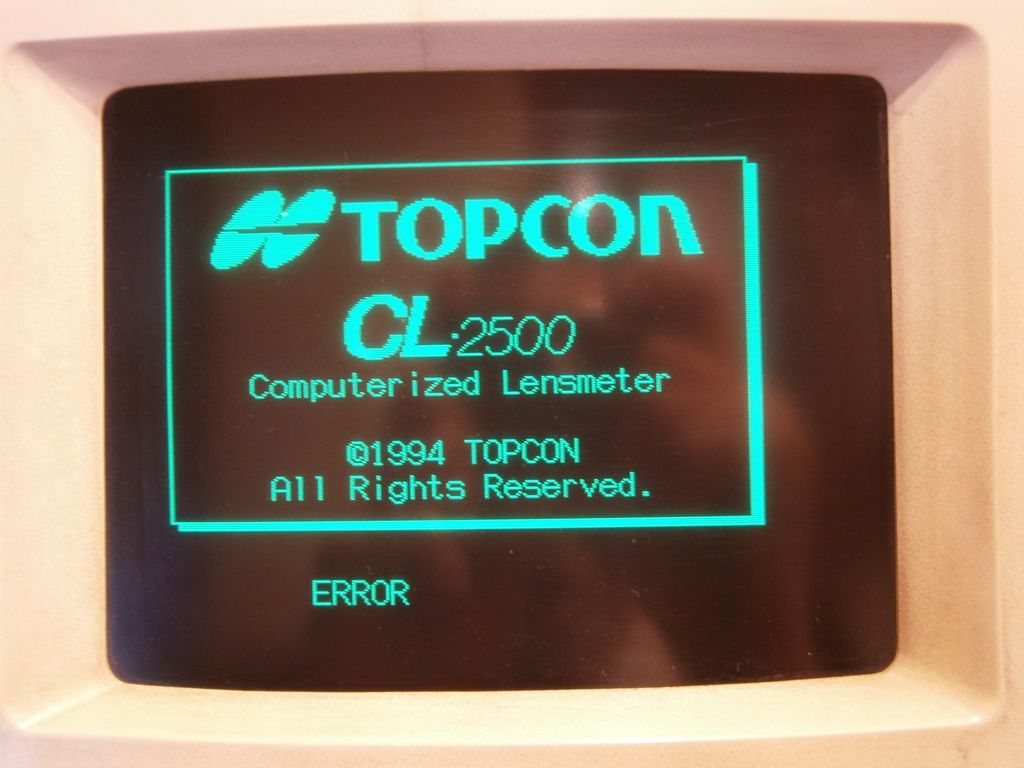 TOPCON
CL-2500
Computerized Lensmeter
©1994 TOPCON
All Rights Reserved.
ERROR